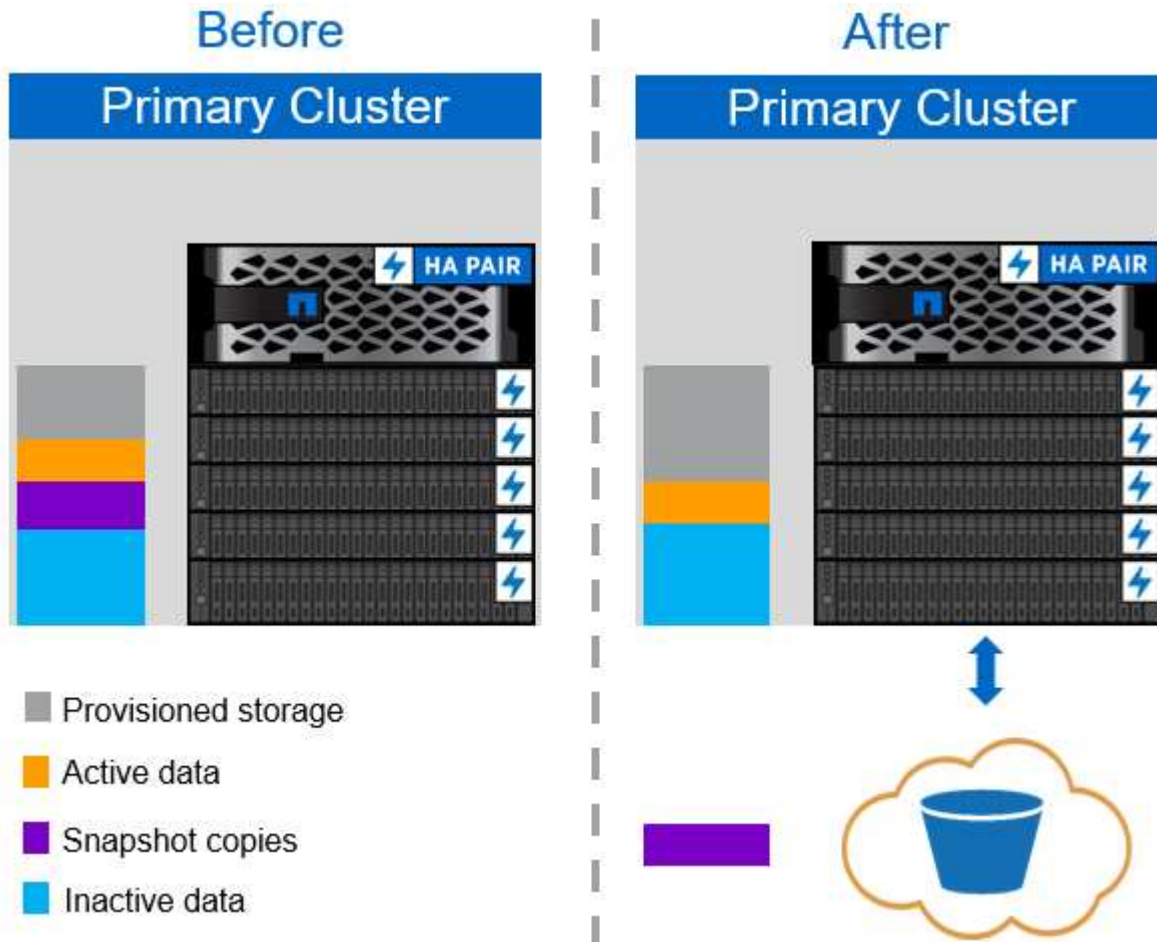 Before
Primary Cluster
HA PAIR
Provisioned storage
Active data
Snapshot copies
Inactive data
After
Primary Cluster
HA PAIR